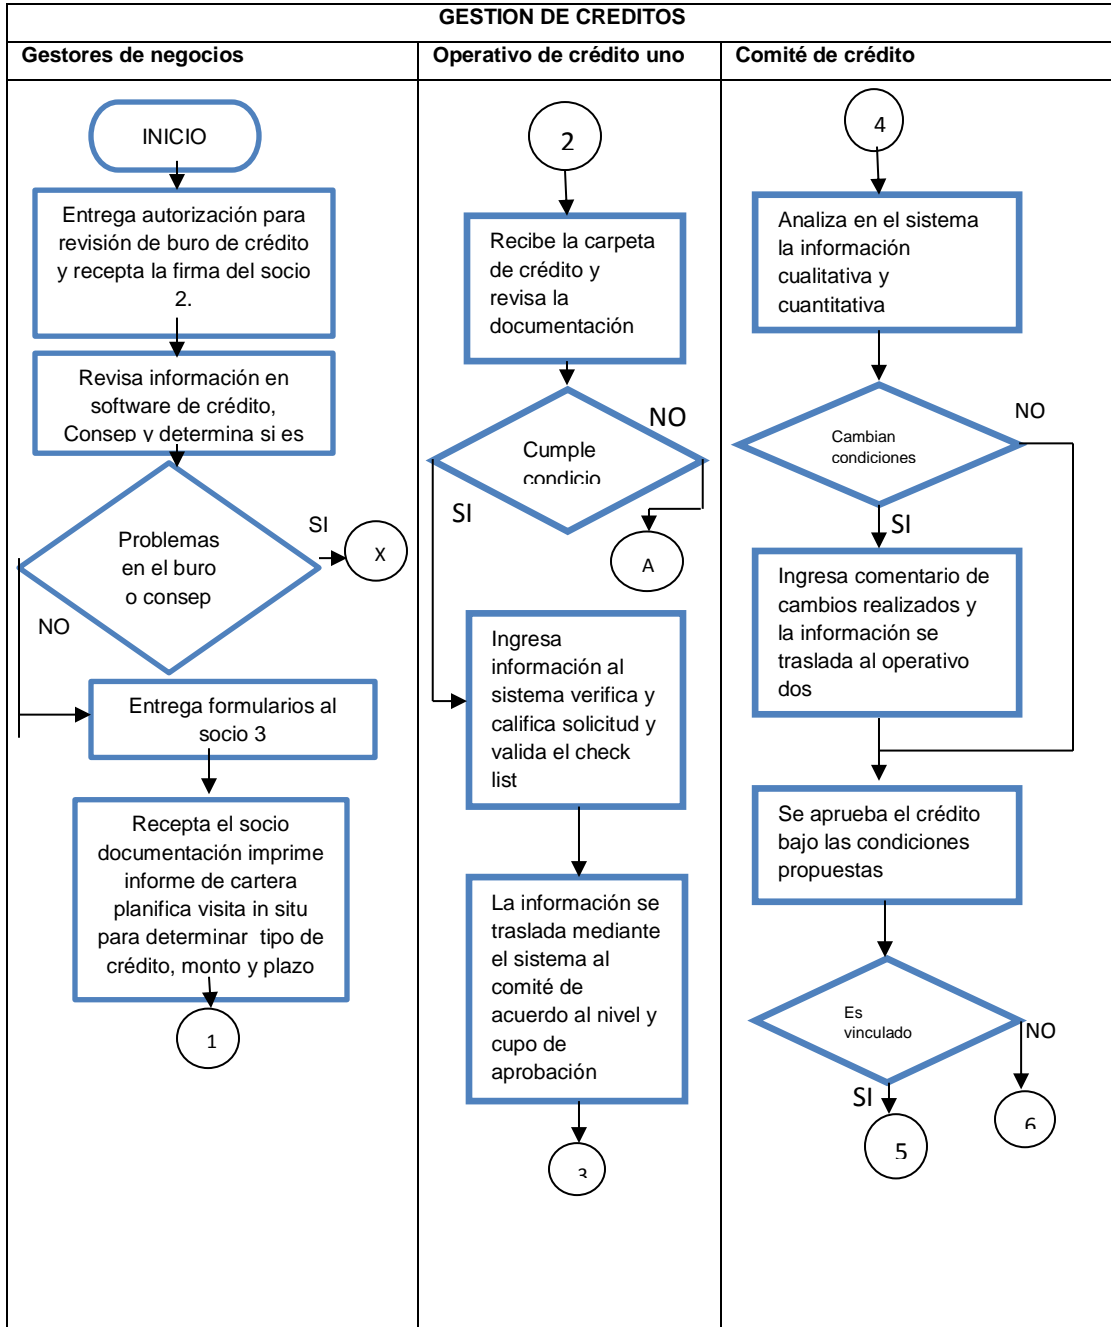 GESTION DE CREDITOS
Gestores de negocios
Operativo de crédito uno
Comité de crédito
INICIO
Entrega autorización para
revisión de buro de crédito
y recepta la firma del socio
2.
Revisa información en
software de crédito,
Consep y determina si es
Problemas
en el buro
o consep
SI
X
NO
Entrega formularios al
socio 3
Recepta el socio
documentación imprime
informe de cartera
planifica visita in situ
para determinar tipo de
crédito, monto y plazo
1
2
Recibe la carpeta
de crédito y
revisa la
documentación
Cumple
condicio
NO
SI
A
Ingresa
información al
sistema verifica y
califica solicitud y
valida el check
list
La información se
traslada mediante
el sistema al
comité de
acuerdo al nivel y
cupo de
aprobación
3
4
Analiza en el sistema
la información
cualitativa y
cuantitativa
Cambian
condiciones
NO
SI
Ingresa comentario de
cambios realizados y
la información se
traslada al operativo
dos
Se aprueba el crédito
bajo las condiciones
propuestas
Es
vinculado
NO
SI
6
5